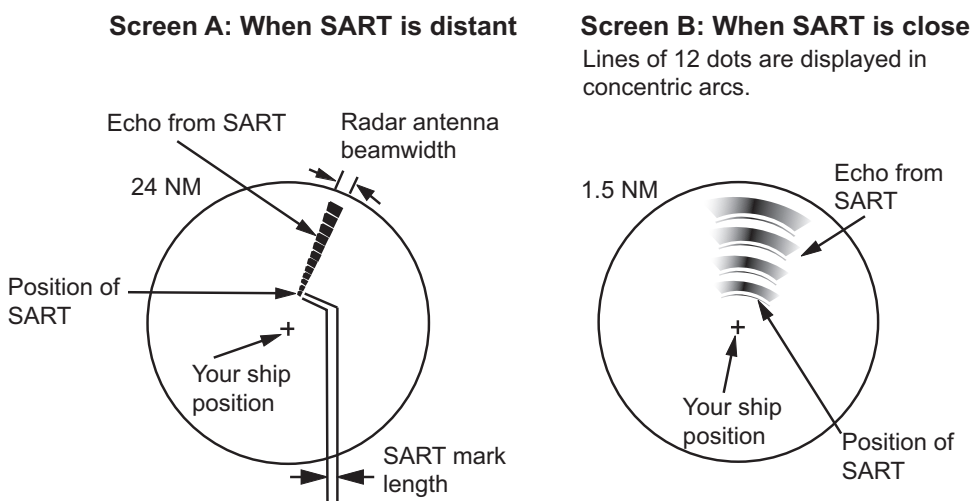 Screen A: When SART is distant
Echo from SART
Radar antenna
beamwidth
24 NM
Position of
SART
Your ship
position
SART mark
length
Screen B: When SART is close
Lines of 12 dots are displayed in
concentric arcs.
1.5 NM
Echo from
SART
Your ship
position
Position of
SART